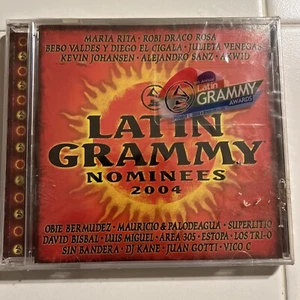 MARIA RITA · ROBI DRACO ROSA
BEBO VALDES Y DIEGO EL CIGALA · JULIETA VENEGAS
KEVIN JOHANSEN · ALEJANDRO SANZ · AKWID
Latin
GRAMMY
AWARDS
LATIN
GRAMMY
NOMINEES
2004
OBIE BERMUDEZ · MAURICIO & PALODEAGUA · SUPERLITIO
DAVID BISBAL · LUIS MIGUEL · AREA 305 · ESTOPA · LOS TRI-O
SIN BANDERA · DJ KANE · JUAN GOTTI · VICO C